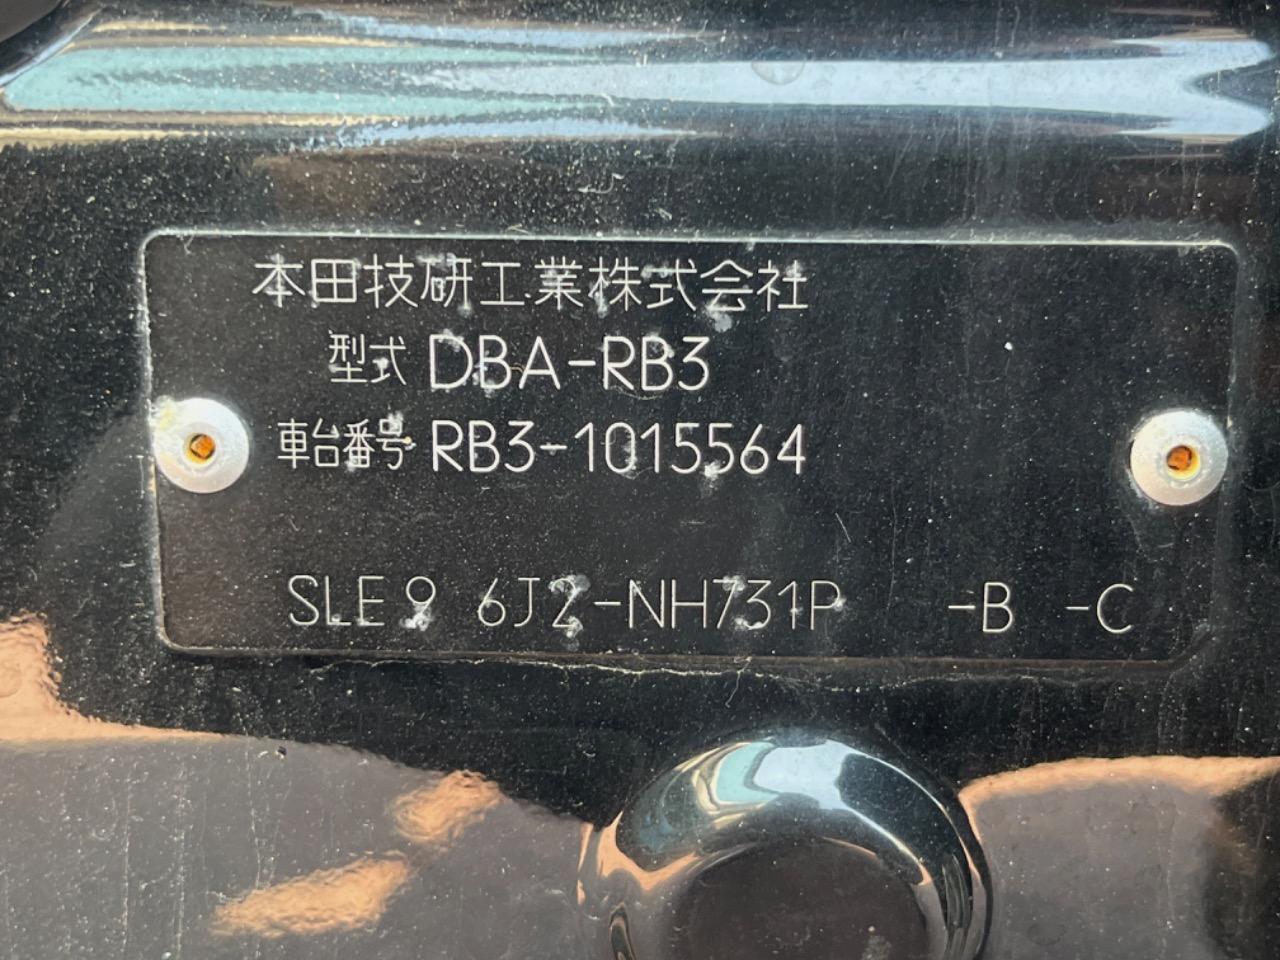 本田技研工業株式会社
型式 DBA-RB3
車台番号 RB3-1015564
SLE9 6J2-NH731P -B -C